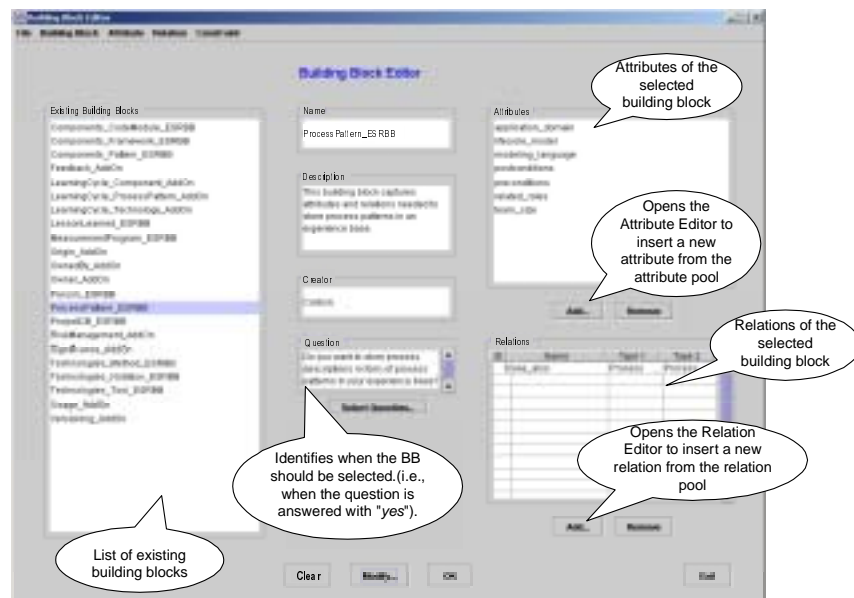 Building Block Editor
File Building Block Attribute Relation Constraint
Building Block Editor
Existing Building Blocks
Components_CodeModule_ESRBB
Components_Framework_ESRBB
Components_Pattern_ESRBB
Feedback_AddOn
LearningCycle_Component_AddOn
LearningCycle_ProcessPattern_AddOn
LearningCycle_Technology_AddOn
LessonLearned_ESRBB
MeasurementProgram_ESRBB
Origin_AddOn
OwnedBy_AddOn
Owner_AddOn
Person_ESRBB
ProcessPattern_ESRBB
ProjectCB_ESRBB
RiskManagement_AddOn
Significance_AddOn
Technologies_Method_ESRBB
Technologies_Notation_ESRBB
Technologies_Tool_ESRBB
Usage_AddOn
Versioning_AddOn
List of existing
building blocks
Name
Process Pattern_ES RBB
Description
This building block captures
attributes and relations needed to
store process patterns in an
experience base.
Creator
Question
Do you want to store process
descriptions in form of process
patterns in your experience base?
Select Question...
Identifies when the BB
should be selected.(i.e.,
when the question is
answered with "yes").
Attributes of the
selected
building block
Attributes
application_domain
lifecycle_model
modeling_language
postconditions
preconditions
related_roles
team_size
Opens the
Attribute Editor to
insert a new
attribute from the
attribute pool
Add... Remove
Relations of the
selected
building block
Relations
ID Name Type 1 Type 2
Process Process
Opens the Relation
Editor to insert a new
relation from the relation
pool
Add... Remove
Clear Modify... OK Exit